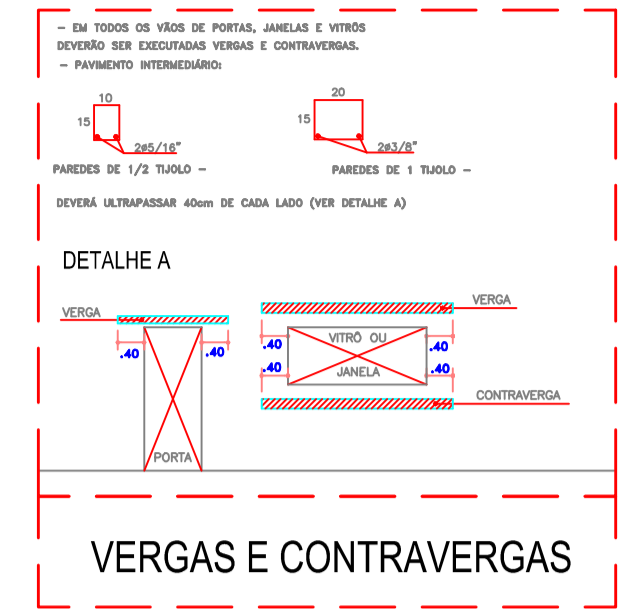 – EM TODOS OS VÃOS DE PORTAS, JANELAS E VITRÔS
DEVERÃO SER EXECUTADAS VERGAS E CONTRAVERGAS.
– PAVIMENTO INTERMEDIÁRIO:
10
15
2ø5/16"
20
15
2ø3/8"
PAREDES DE 1/2 TIJOLO –
PAREDES DE 1 TIJOLO –
DEVERÁ ULTRAPASSAR 40cm DE CADA LADO (VER DETALHE A)
DETALHE A
VERGA
.40
.40
PORTA
VERGA
.40
VITRÔ OU
.40
.40
JANELA
.40
CONTRAVERGA
VERGAS E CONTRAVERGAS